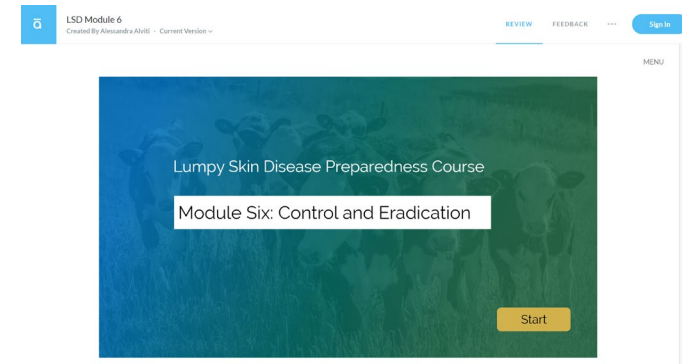 ā
LSD Module 6
Created By Alessandra Alviti · Current Version
REVIEW
FEEDBACK
...
Sign In
MENU
Lumpy Skin Disease Preparedness Course
Module Six: Control and Eradication
Start